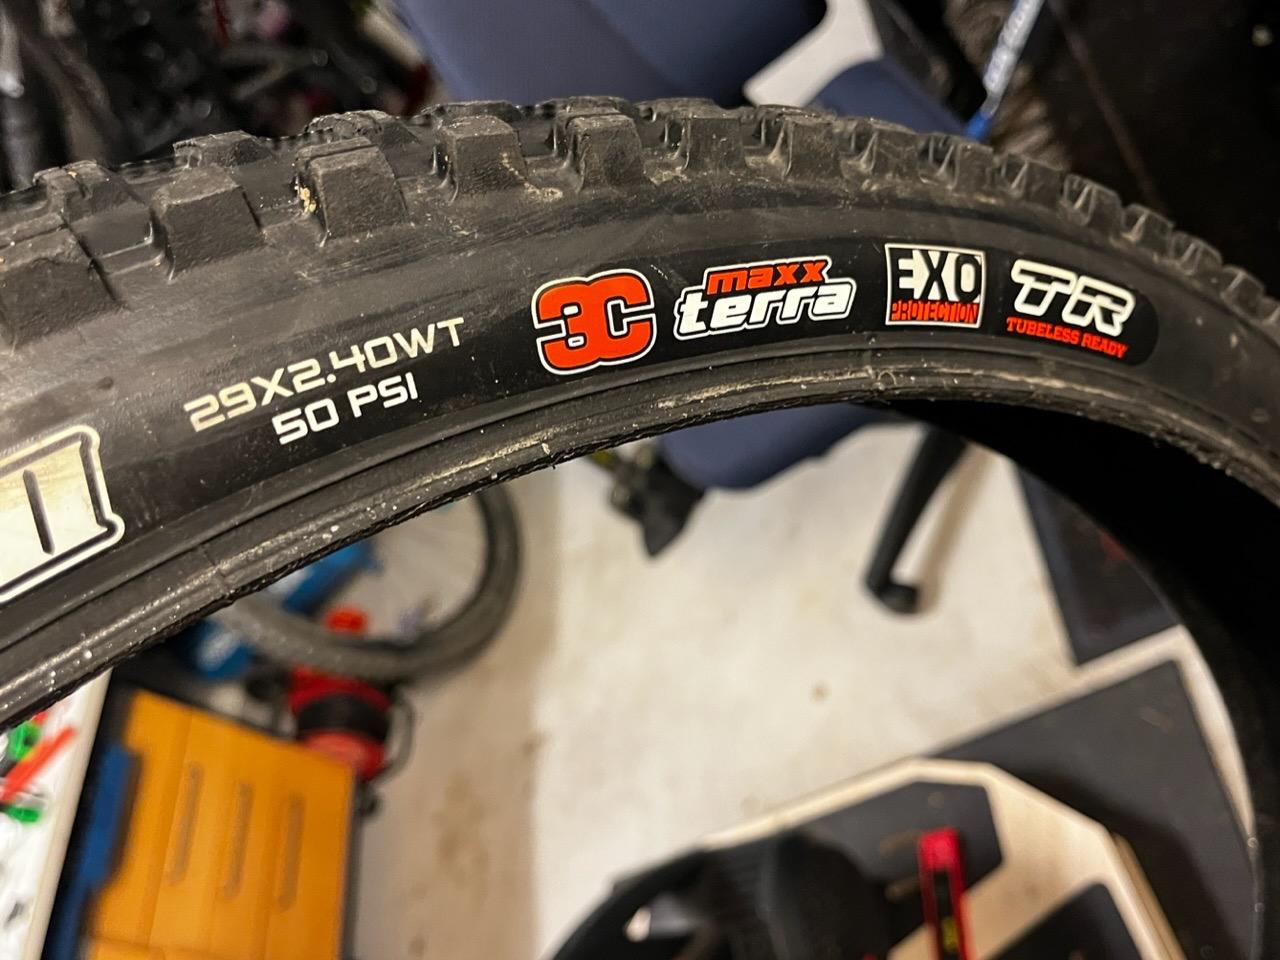 29X2.40WT
50 PSI
3C
maxx
terra
EXO
PROTECTION
TR
TUBELESS READY